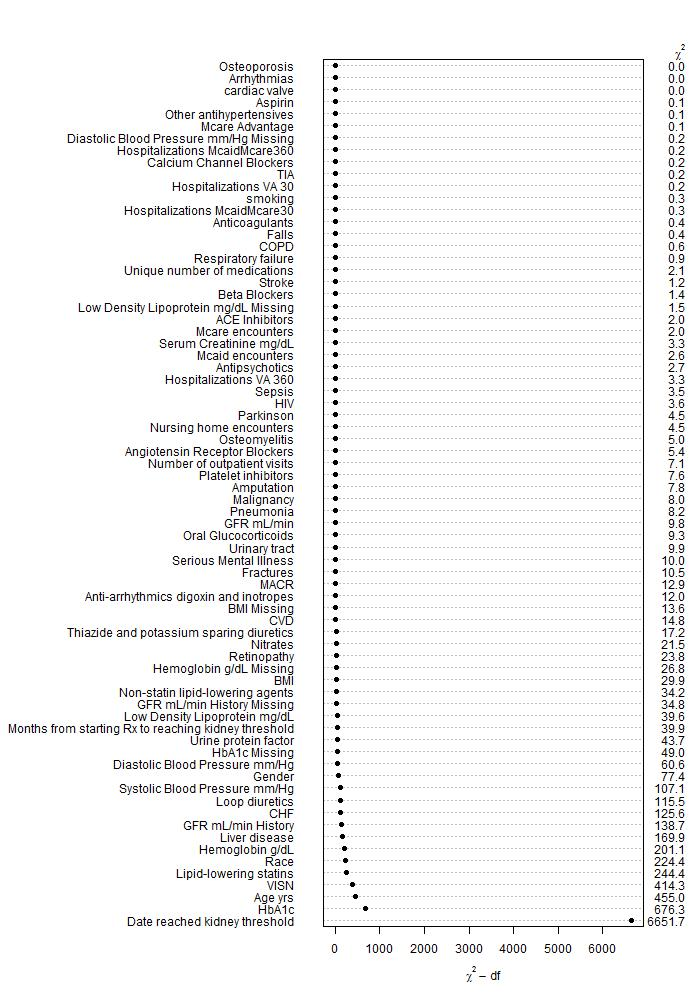 χ2
Osteoporosis 0.0
Arrhythmias 0.0
cardiac valve 0.0
Aspirin 0.1
Other antihypertensives 0.1
Mcare Advantage 0.1
Diastolic Blood Pressure mm/Hg Missing 0.2
Hospitalizations McaidMcare360 0.2
Calcium Channel Blockers 0.2
TIA 0.2
Hospitalizations VA 30 0.2
smoking 0.3
Hospitalizations McaidMcare30 0.3
Anticoagulants 0.4
Falls 0.4
COPD 0.6
Respiratory failure 0.9
Unique number of medications 2.1
Stroke 1.2
Beta Blockers 1.4
Low Density Lipoprotein mg/dL Missing 1.5
ACE Inhibitors 2.0
Mcare encounters 2.0
Serum Creatinine mg/dL 3.3
Mcaid encounters 2.6
Antipsychotics 2.7
Hospitalizations VA 360 3.3
Sepsis 3.5
HIV 3.6
Parkinson 4.5
Nursing home encounters 4.5
Osteomyelitis 5.0
Angiotensin Receptor Blockers 5.4
Number of outpatient visits 7.1
Platelet inhibitors 7.6
Amputation 7.8
Malignancy 8.0
Pneumonia 8.2
GFR mL/min 9.8
Oral Glucocorticoids 9.3
Urinary tract 9.9
Serious Mental Illness 10.0
Fractures 10.5
MACR 12.9
Anti-arrhythmics digoxin and inotropes 12.0
BMI Missing 13.6
CVD 14.8
Thiazide and potassium sparing diuretics 17.2
Nitrates 21.5
Retinopathy 23.8
Hemoglobin g/dL Missing 26.8
BMI 29.9
Non-statin lipid-lowering agents 34.2
GFR mL/min History Missing 34.8
Low Density Lipoprotein mg/dL 39.6
Months from starting Rx to reaching kidney threshold 39.9
Urine protein factor 43.7
HbA1c Missing 49.0
Diastolic Blood Pressure mm/Hg 60.6
Gender 77.4
Systolic Blood Pressure mm/Hg 107.1
Loop diuretics 115.5
CHF 125.6
GFR mL/min History 138.7
Liver disease 169.9
Hemoglobin g/dL 201.1
Race 224.4
Lipid-lowering statins 244.4
VISN 414.3
Age yrs 455.0
HbA1c 676.3
Date reached kidney threshold 6651.7
0 1000 2000 3000 4000 5000 6000
χ2 – df